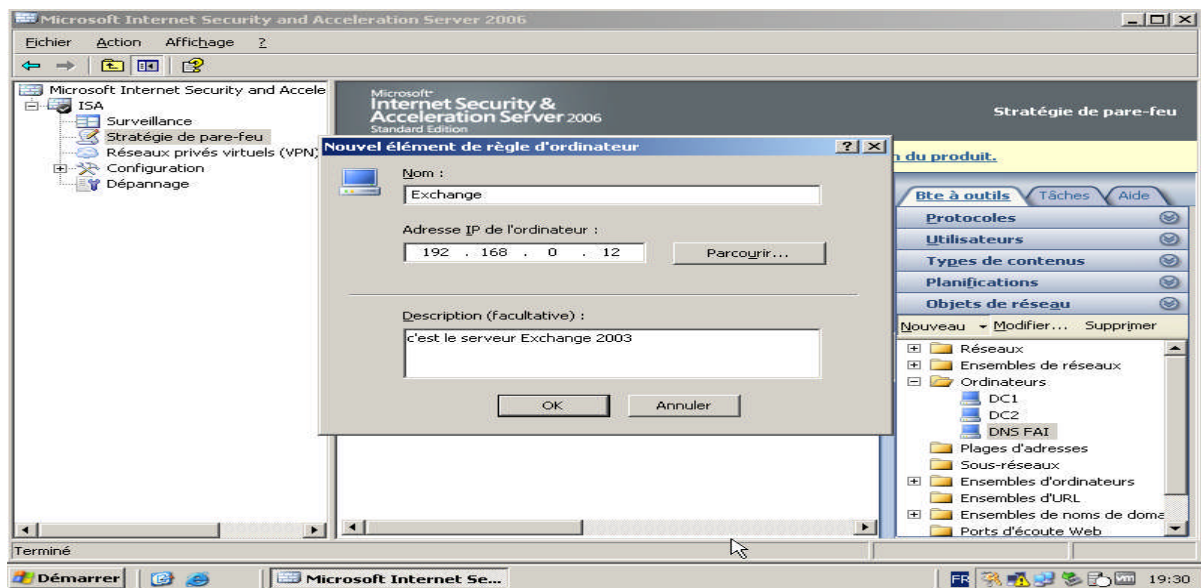 Microsoft Internet Security and Acceleration Server 2006
Fichier Action Affichage ?
Microsoft Internet Security and Accele
ISA
Surveillance
Stratégie de pare-feu
Réseaux privés virtuels (VPN)
Configuration
Dépannage
Microsoft
Internet Security &
Acceleration Server 2006
Standard Edition
Stratégie de pare-feu
n du produit.
Nouvel élément de règle d'ordinateur
Nom :
Exchange
Adresse IP de l'ordinateur :
192 . 168 . 0 . 12
Parcourir...
Description (facultative) :
c'est le serveur Exchange 2003
OK Annuler
Bte à outils Tâches Aide
Protocoles
Utilisateurs
Types de contenus
Planifications
Objets de réseau
Nouveau Modifier... Supprimer
Réseaux
Ensembles de réseaux
Ordinateurs
DC1
DC2
DNS FAI
Plages d'adresses
Sous-réseaux
Ensembles d'ordinateurs
Ensembles d'URL
Ensembles de noms de doma
Ports d'écoute Web
Terminé
Démarrer Microsoft Internet Se... FR 19:30